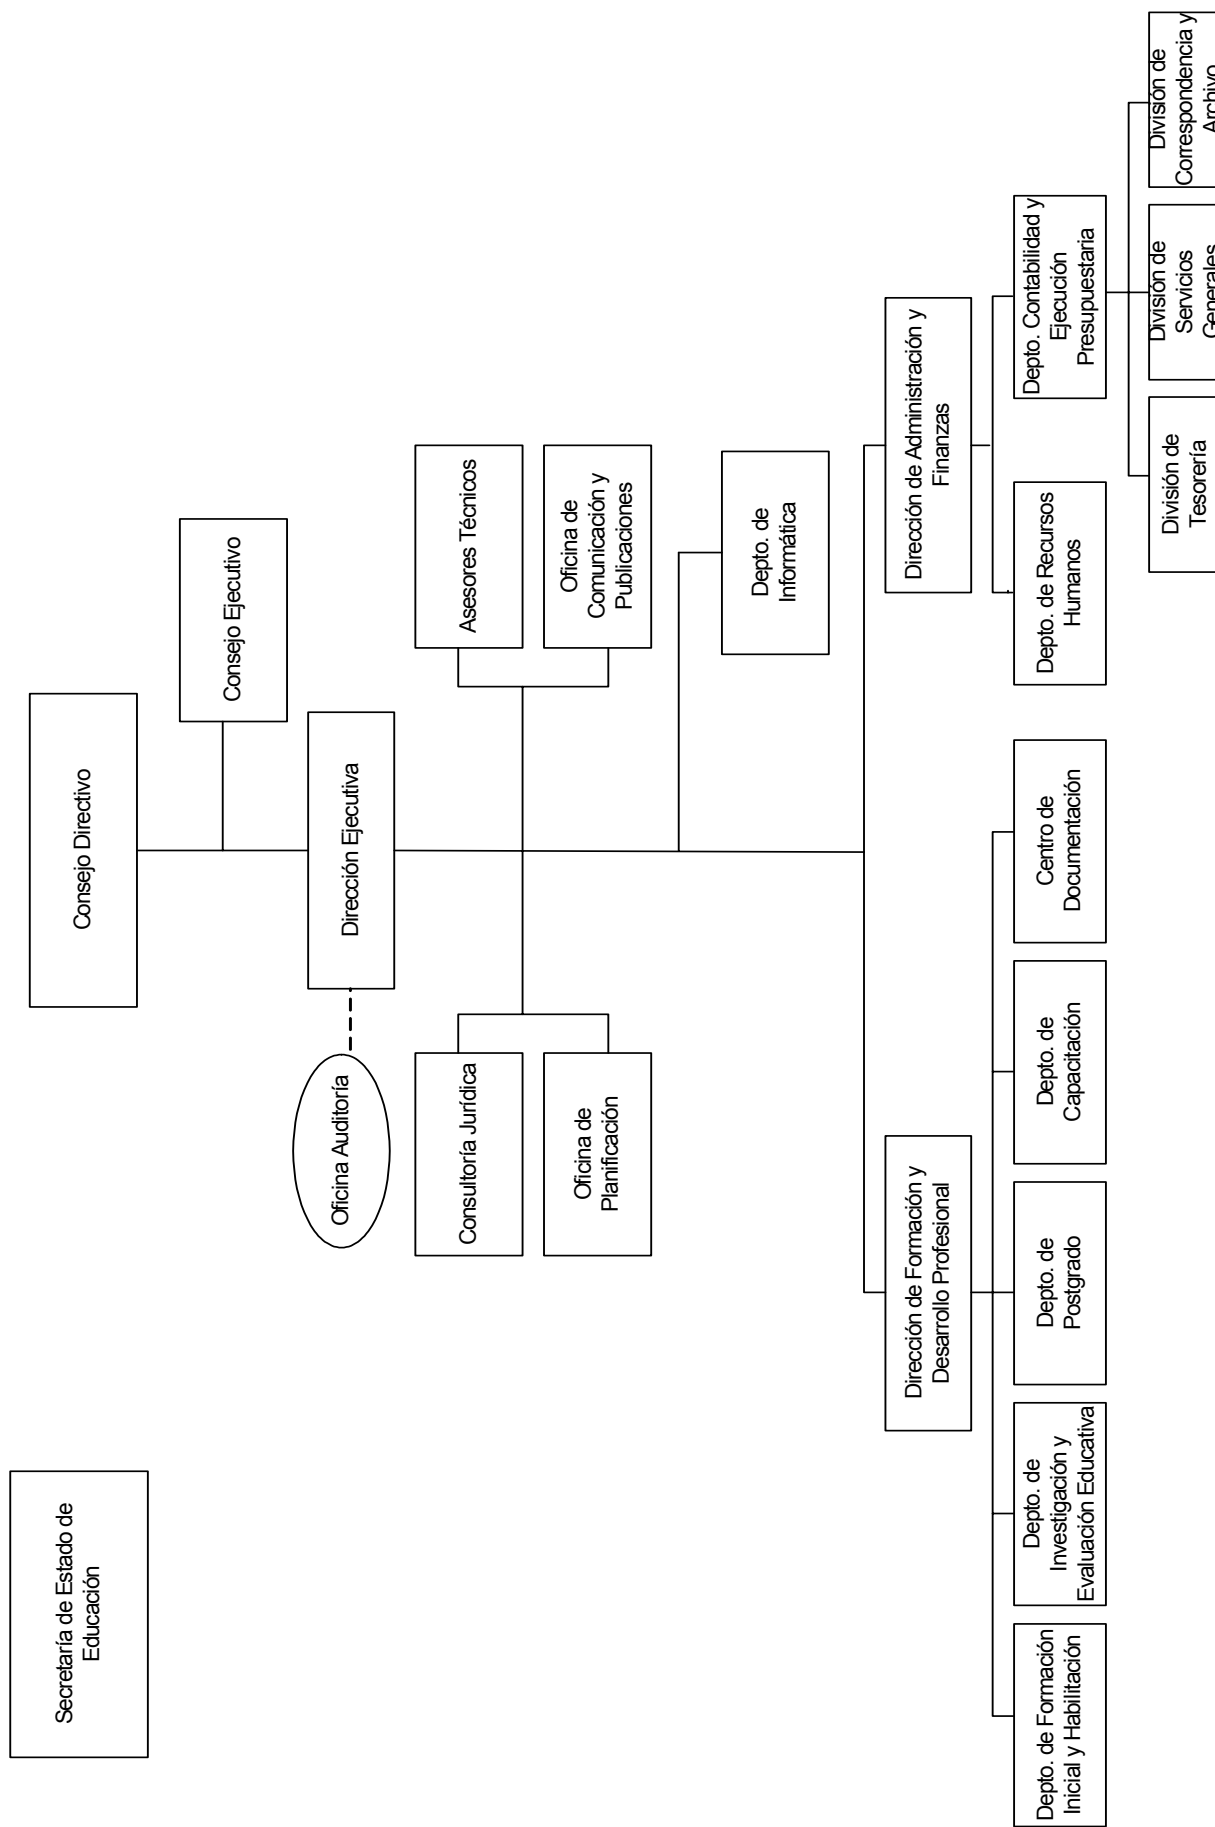 Secretaría de Estado de
Educación
Consejo Directivo
Consejo Ejecutivo
Dirección Ejecutiva
Oficina Auditoría
Consultoría Jurídica
Asesores Técnicos
Oficina de
Planificación
Oficina de
Comunicación y
Publicaciones
Depto. de
Informática
Dirección de Formación y
Desarrollo Profesional
Dirección de Administración y
Finanzas
Depto. de Formación
Inicial y Habilitación
Depto. de
Investigación y
Evaluación Educativa
Depto. de
Postgrado
Depto. de
Capacitación
Centro de
Documentación
Depto. de Recursos
Humanos
Depto. Contabilidad y
Ejecución
Presupuestaria
División de
Tesorería
División de
Servicios
Generales
División de
Correspondencia y
Archivo